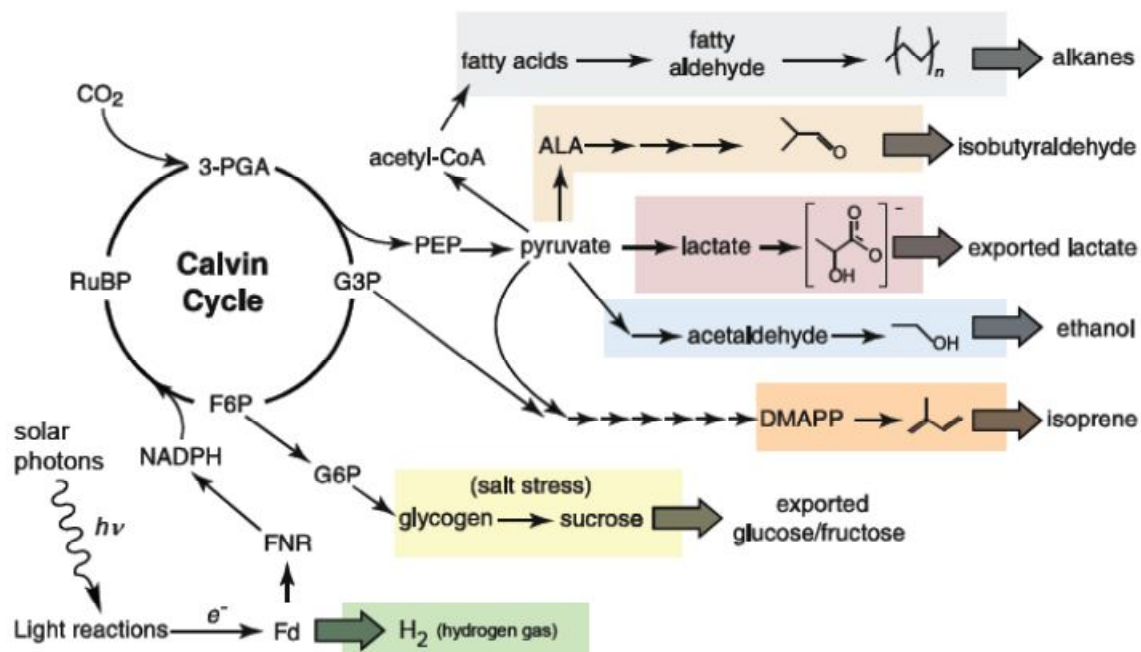 fatty acids
fatty
aldehyde
n
alkanes
CO2
acetyl-CoA
ALA
O
isobutyraldehyde
3-PGA
PEP
pyruvate
lactate
O
O
OH
−
exported lactate
RuBP
Calvin
Cycle
G3P
acetaldehyde
OH
ethanol
F6P
DMAPP
isoprene
solar
photons
NADPH
G6P
(salt stress)
glycogen
sucrose
exported
glucose/fructose
hν
FNR
Light reactions
e−
Fd
H2 (hydrogen gas)